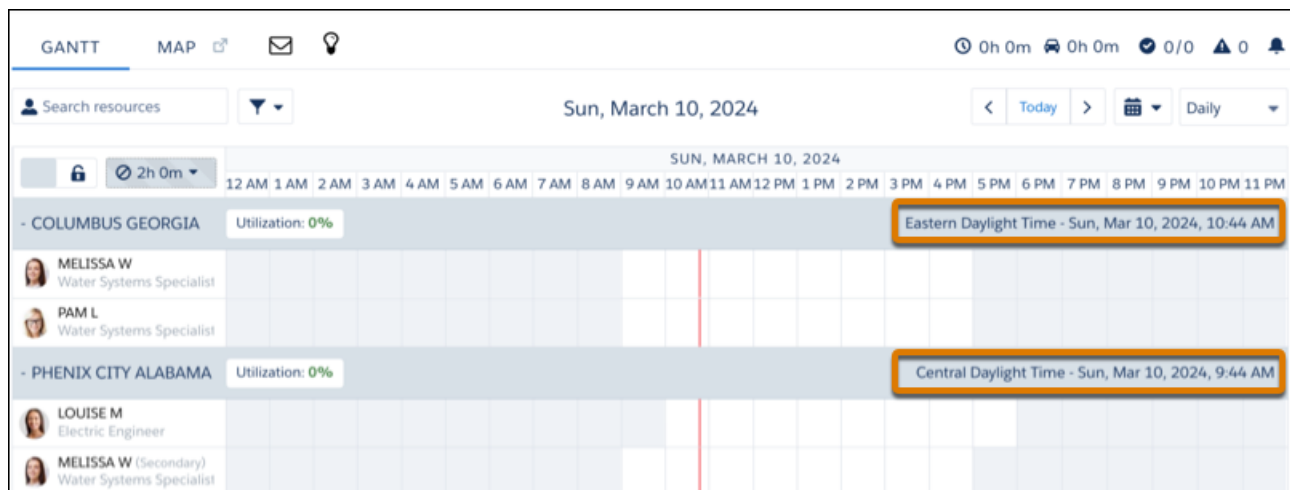 GANTT MAP 0h 0m 0h 0m 0/0 0
Search resources Sun, March 10, 2024 Today Daily
SUN, MARCH 10, 2024
2h 0m
12 AM 1 AM 2 AM 3 AM 4 AM 5 AM 6 AM 7 AM 8 AM 9 AM 10 AM 11 AM 12 PM 1 PM 2 PM 3 PM 4 PM 5 PM 6 PM 7 PM 8 PM 9 PM 10 PM 11 PM
- COLUMBUS GEORGIA Utilization: 0% Eastern Daylight Time - Sun, Mar 10, 2024, 10:44 AM
MELISSA W
Water Systems Specialist
PAM L
Water Systems Specialist
- PHENIX CITY ALABAMA Utilization: 0% Central Daylight Time - Sun, Mar 10, 2024, 9:44 AM
LOUISE M
Electric Engineer
MELISSA W (Secondary)
Water Systems Specialist